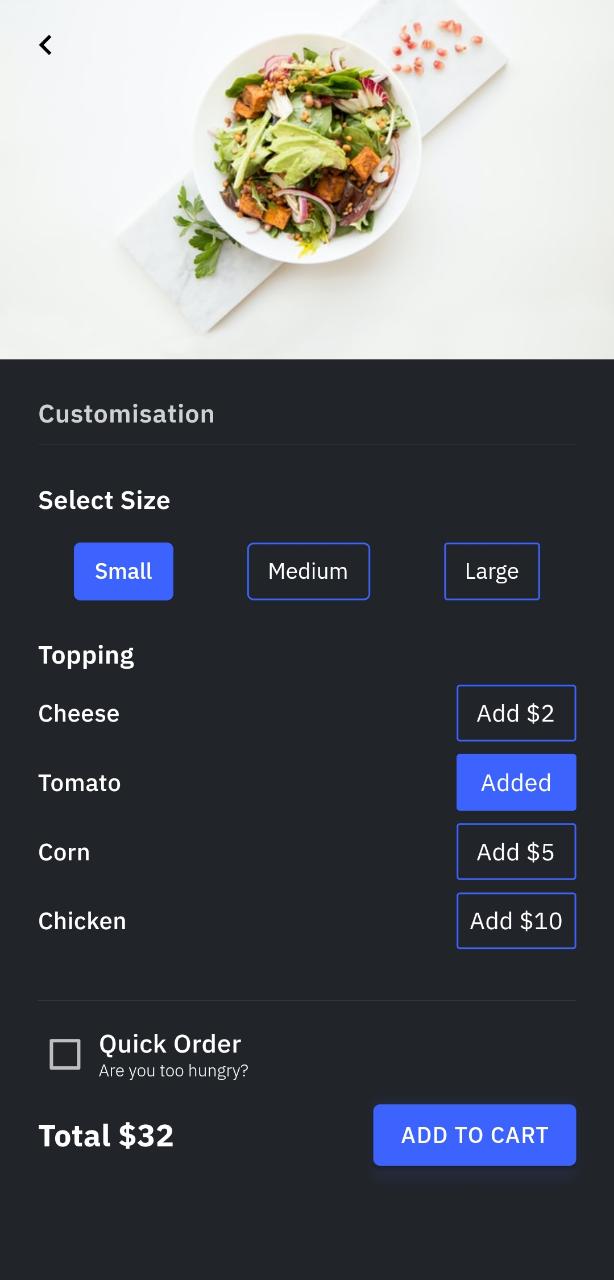 Customisation
Select Size
Small Medium Large
Topping
Cheese Add $2
Tomato Added
Corn Add $5
Chicken Add $10
Quick Order
Are you too hungry?
Total $32 ADD TO CART